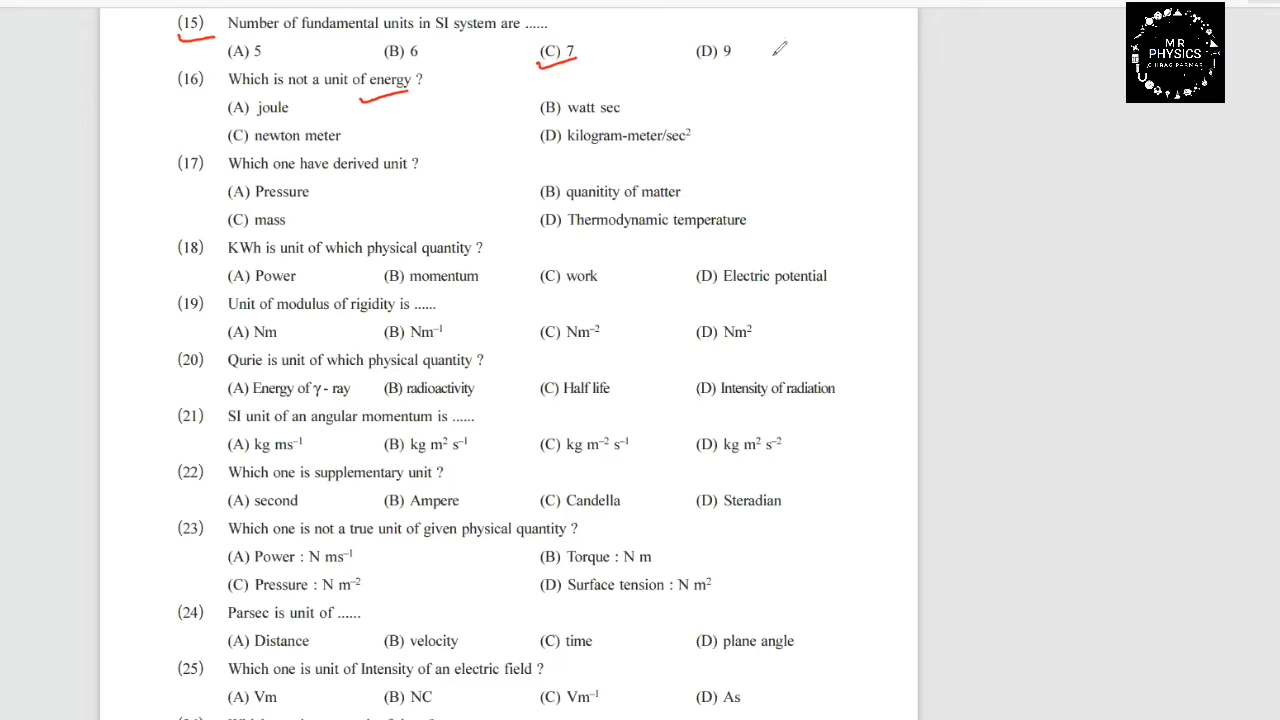 (15) Number of fundamental units in SI system are ......
(A) 5 (B) 6 (C) 7 (D) 9
MR
PHYSICS
CHIRAG PARMAR
(16) Which is not a unit of energy ?
(A) joule (B) watt sec
(C) newton meter (D) kilogram-meter/sec²
(17) Which one have derived unit ?
(A) Pressure (B) quanitity of matter
(C) mass (D) Thermodynamic temperature
(18) KWh is unit of which physical quantity ?
(A) Power (B) momentum (C) work (D) Electric potential
(19) Unit of modulus of rigidity is ......
(A) Nm (B) Nm⁻¹ (C) Nm⁻² (D) Nm²
(20) Qurie is unit of which physical quantity ?
(A) Energy of γ - ray (B) radioactivity (C) Half life (D) Intensity of radiation
(21) SI unit of an angular momentum is ......
(A) kg ms⁻¹ (B) kg m² s⁻¹ (C) kg m⁻² s⁻¹ (D) kg m² s⁻²
(22) Which one is supplementary unit ?
(A) second (B) Ampere (C) Candella (D) Steradian
(23) Which one is not a true unit of given physical quantity ?
(A) Power : N ms⁻¹ (B) Torque : N m
(C) Pressure : N m⁻² (D) Surface tension : N m²
(24) Parsec is unit of ......
(A) Distance (B) velocity (C) time (D) plane angle
(25) Which one is unit of Intensity of an electric field ?
(A) Vm (B) NC (C) Vm⁻¹ (D) As